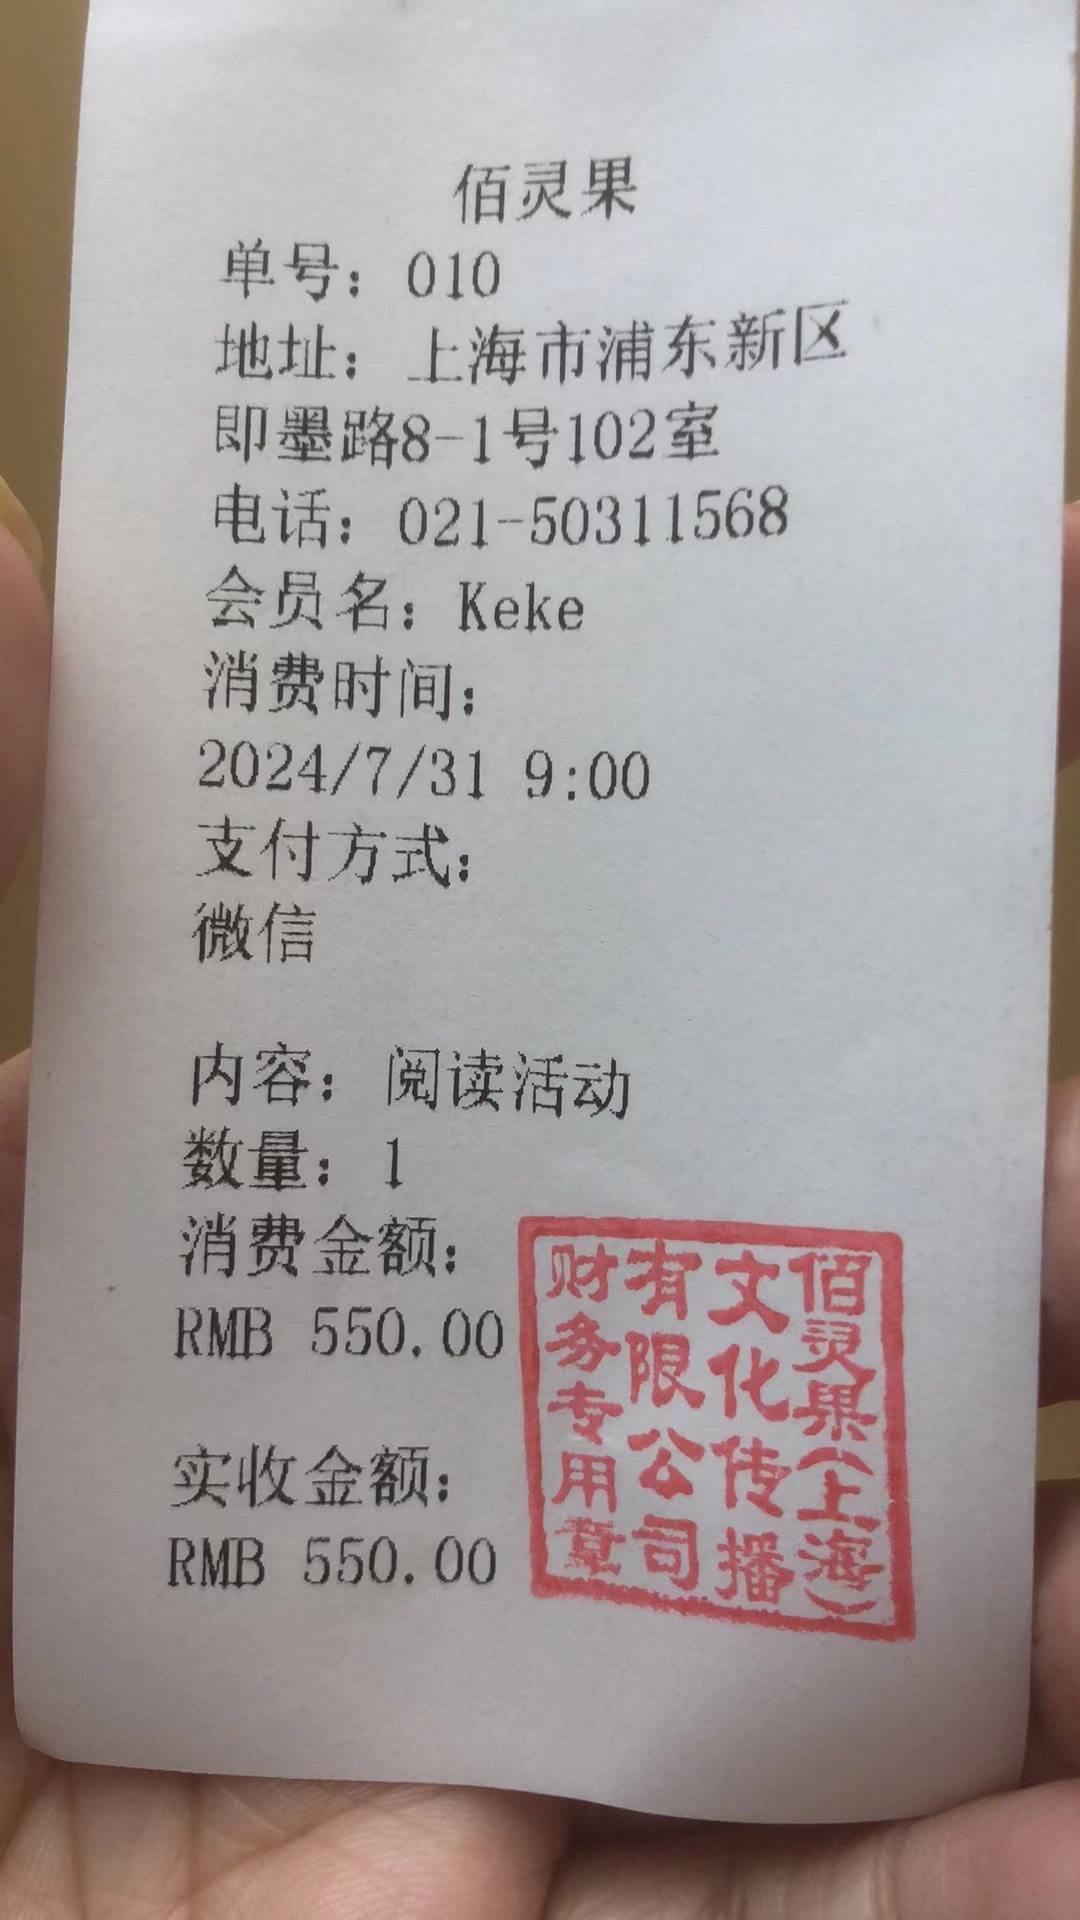 佰灵果
单号：010
地址：上海市浦东新区
即墨路8-1号102室
电话：021-50311568
会员名：Keke
消费时间：
2024/7/31 9:00
支付方式：
微信
内容：阅读活动
数量：1
消费金额：
RMB 550.00
实收金额：
RMB 550.00
佰灵果(上海)
文化传播
有限公司
财务专用章